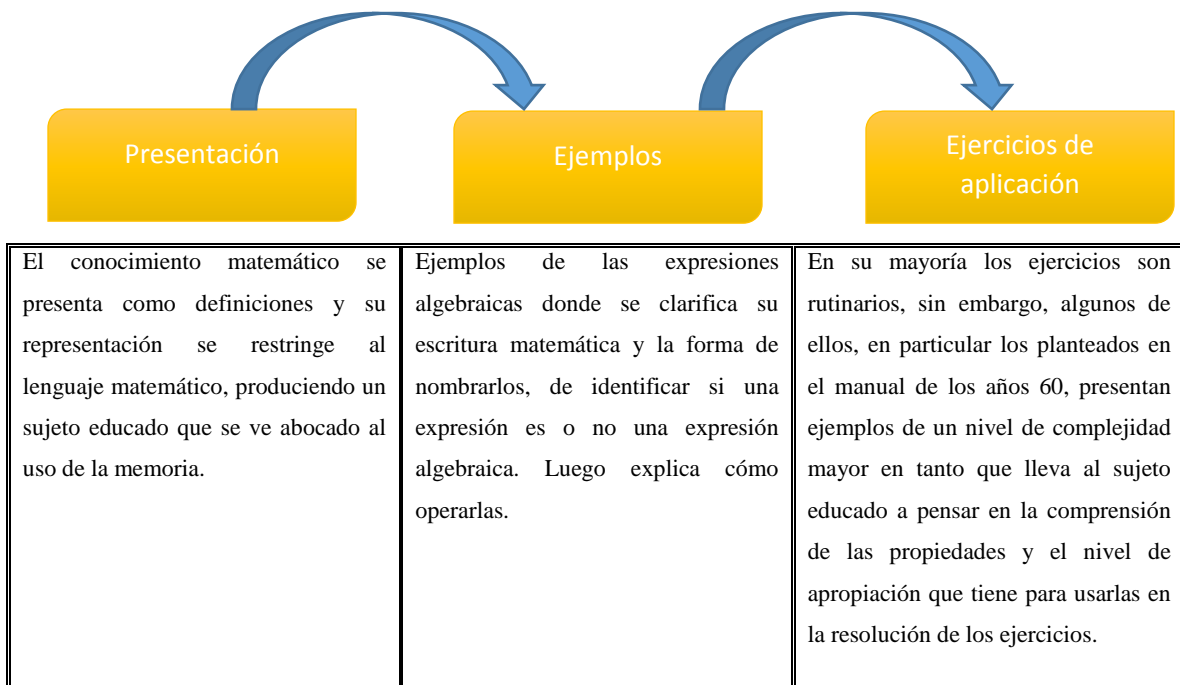 Presentación
Ejemplos
Ejercicios de
aplicación
El conocimiento matemático se
presenta como definiciones y su
representación se restringe al
lenguaje matemático, produciendo un
sujeto educado que se ve abocado al
uso de la memoria.
Ejemplos de las expresiones
algebraicas donde se clarifica su
escritura matemática y la forma de
nombrarlos, de identificar si una
expresión es o no una expresión
algebraica. Luego explica cómo
operarlas.
En su mayoría los ejercicios son
rutinarios, sin embargo, algunos de
ellos, en particular los planteados en
el manual de los años 60, presentan
ejemplos de un nivel de complejidad
mayor en tanto que lleva al sujeto
educado a pensar en la comprensión
de las propiedades y el nivel de
apropiación que tiene para usarlas en
la resolución de los ejercicios.